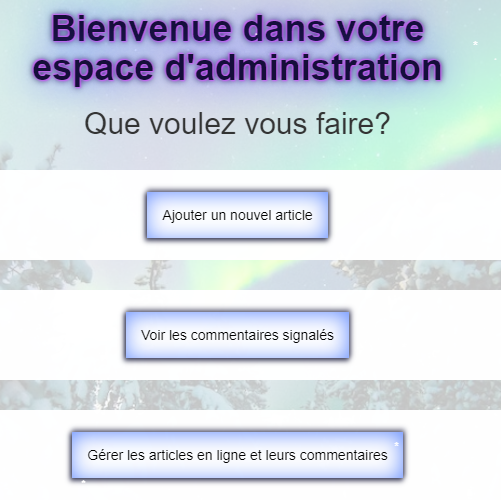 Bienvenue dans votre
espace d'administration
Que voulez vous faire?
Ajouter un nouvel article
Voir les commentaires signalés
Gérer les articles en ligne et leurs commentaires